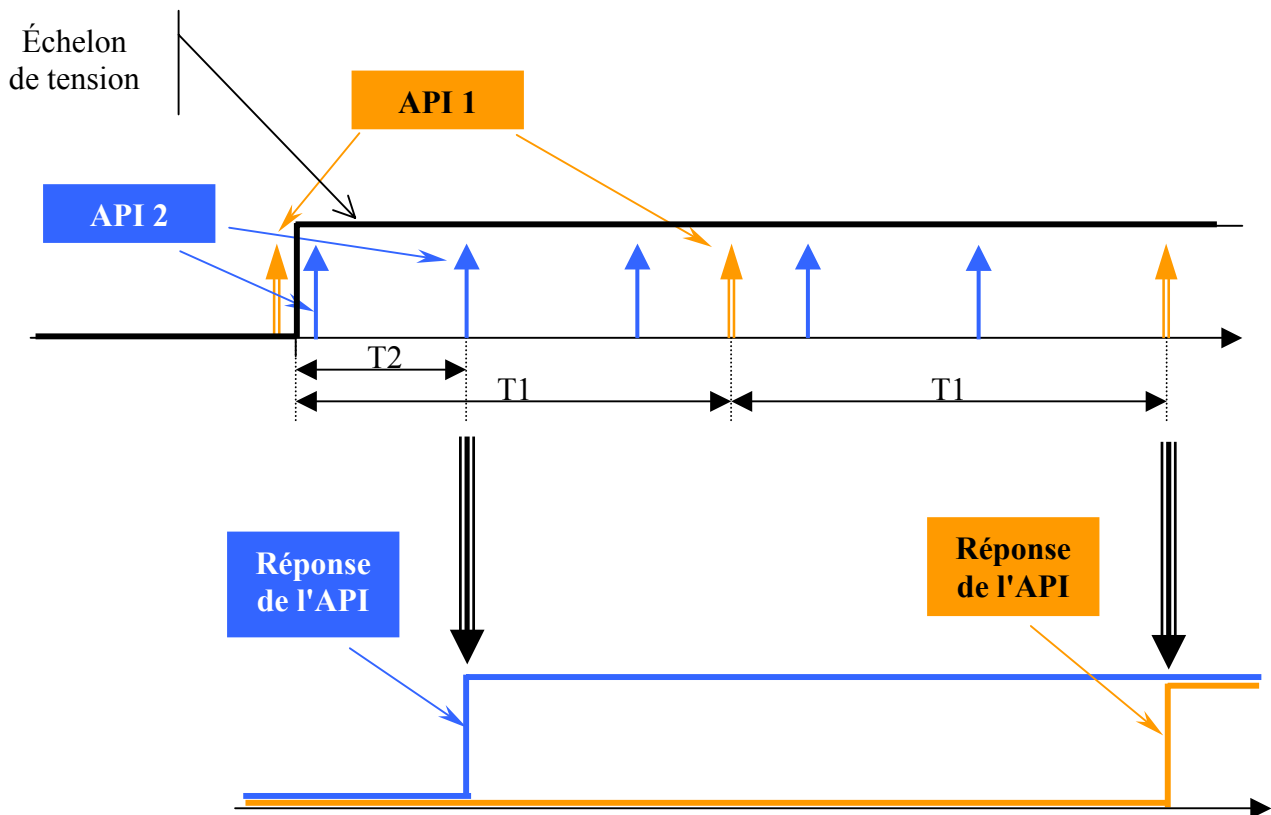 Échelon
de tension
API 1
API 2
T2
T1
T1
Réponse
de l'API
Réponse
de l'API